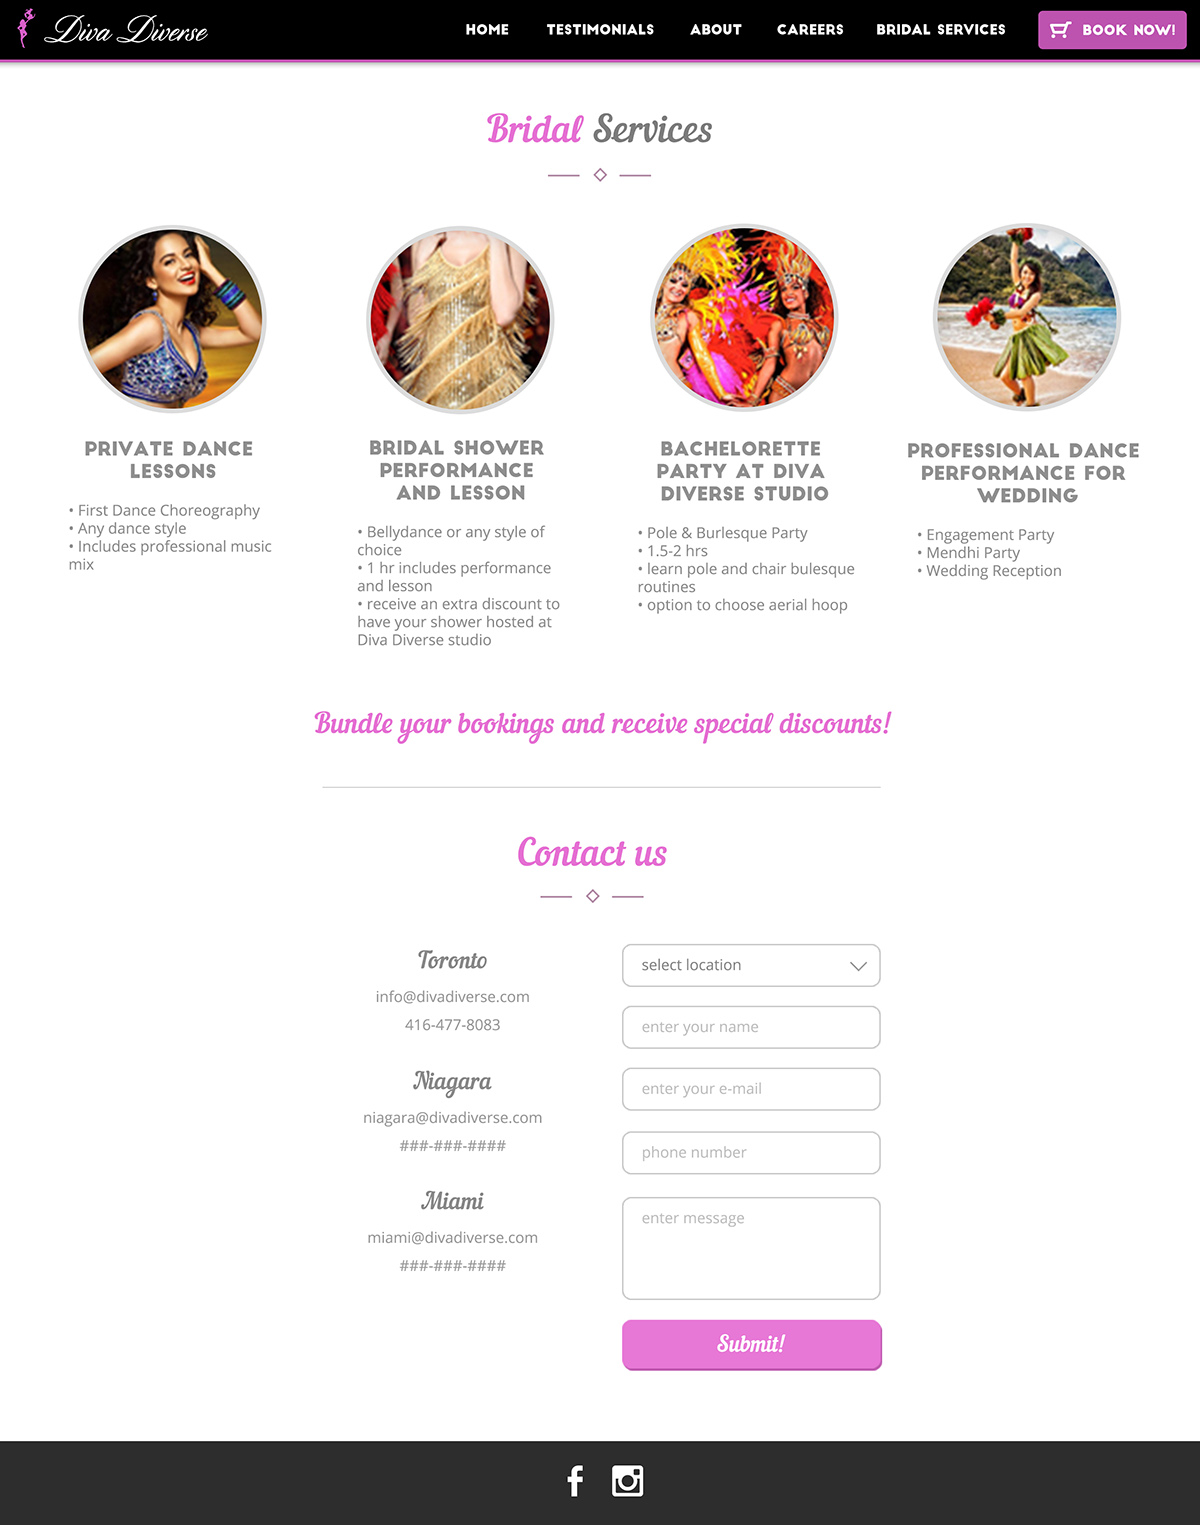 Diva Diverse
HOME TESTIMONIALS ABOUT CAREERS BRIDAL SERVICES BOOK NOW!
Bridal Services
PRIVATE DANCE
LESSONS
• First Dance Choreography
• Any dance style
• Includes professional music
mix
BRIDAL SHOWER
PERFORMANCE
AND LESSON
• Bellydance or any style of
choice
• 1 hr includes performance
and lesson
• receive an extra discount to
have your shower hosted at
Diva Diverse studio
BACHELORETTE
PARTY AT DIVA
DIVERSE STUDIO
• Pole & Burlesque Party
• 1.5-2 hrs
• learn pole and chair bulesque
routines
• option to choose aerial hoop
PROFESSIONAL DANCE
PERFORMANCE FOR
WEDDING
• Engagement Party
• Mendhi Party
• Wedding Reception
Bundle your bookings and receive special discounts!
Contact us
Toronto
info@divadiverse.com
416-477-8083
Niagara
niagara@divadiverse.com
###-###-####
Miami
miami@divadiverse.com
###-###-####
select location
enter your name
enter your e-mail
phone number
enter message
Submit!